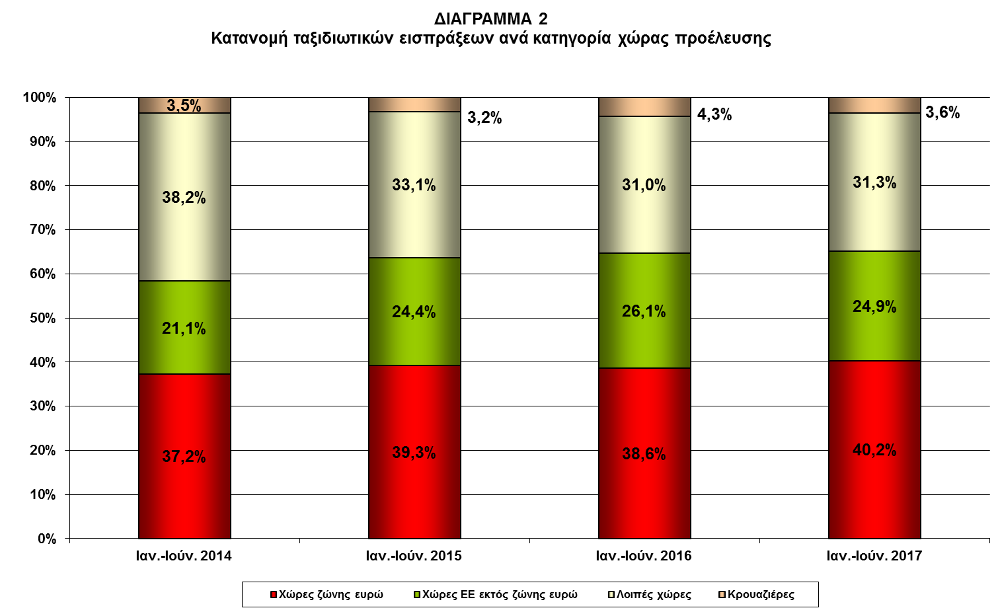 ΔΙΑΓΡΑΜΜΑ 2
Κατανομή ταξιδιωτικών εισπράξεων ανά κατηγορία χώρας προέλευσης
100%
90%
80%
70%
60%
50%
40%
30%
20%
10%
0%
3,5%
38,2%
21,1%
37,2%
3,2%
33,1%
24,4%
39,3%
4,3%
31,0%
26,1%
38,6%
3,6%
31,3%
24,9%
40,2%
Ιαν.-Ιούν. 2014
Ιαν.-Ιούν. 2015
Ιαν.-Ιούν. 2016
Ιαν.-Ιούν. 2017
Χώρες ζώνης ευρώ
Χώρες ΕΕ εκτός ζώνης ευρώ
Λοιπές χώρες
Κρουαζιέρες